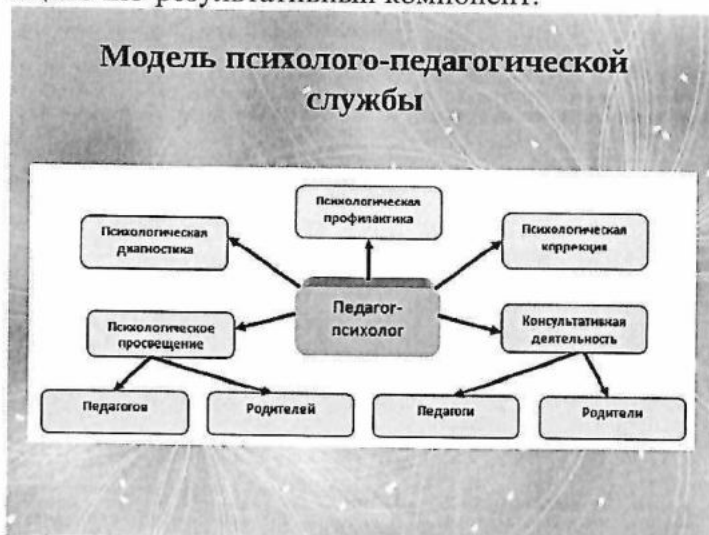 результативный компонент.
Модель психолого-педагогической
службы
Психологическая
профилактика
Психологическая
диагностика
Психологическая
коррекция
Педагог-
психолог
Психологическое
просвещение
Консультативная
деятельность
Педагогов
Родителей
Педагоги
Родители